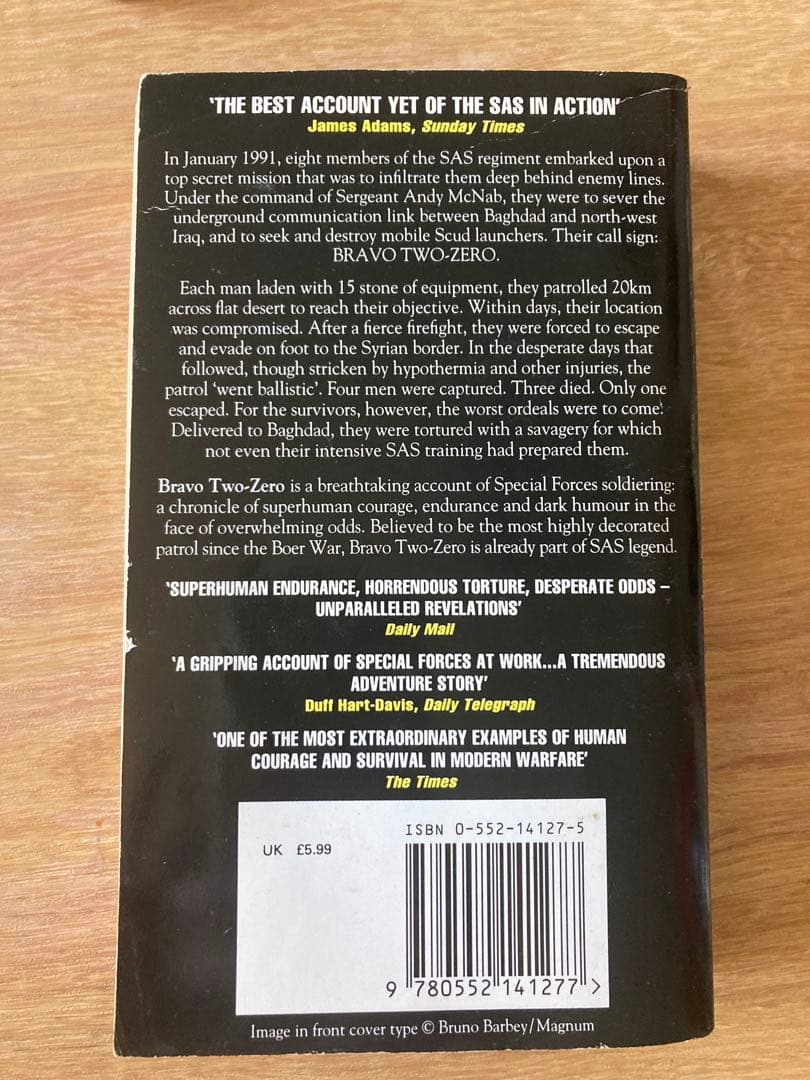 'THE BEST ACCOUNT YET OF THE SAS IN ACTION'
James Adams, Sunday Times
In January 1991, eight members of the SAS regiment embarked upon a
top secret mission that was to infiltrate them deep behind enemy lines.
Under the command of Sergeant Andy McNab, they were to sever the
underground communication link between Baghdad and north-west
Iraq, and to seek and destroy mobile Scud launchers. Their call sign:
BRAVO TWO-ZERO.
Each man laden with 15 stone of equipment, they patrolled 20km
across flat desert to reach their objective. Within days, their location
was compromised. After a fierce firefight, they were forced to escape
and evade on foot to the Syrian border. In the desperate days that
followed, though stricken by hypothermia and other injuries, the
patrol 'went ballistic'. Four men were captured. Three died. Only one
escaped. For the survivors, however, the worst ordeals were to come.
Delivered to Baghdad, they were tortured with a savagery for which
not even their intensive SAS training had prepared them.
Bravo Two-Zero is a breathtaking account of Special Forces soldiering:
a chronicle of superhuman courage, endurance and dark humour in the
face of overwhelming odds. Believed to be the most highly decorated
patrol since the Boer War, Bravo Two-Zero is already part of SAS legend.
'SUPERHUMAN ENDURANCE, HORRENDOUS TORTURE, DESPERATE ODDS –
UNPARALLELED REVELATIONS'
Daily Mail
'A GRIPPING ACCOUNT OF SPECIAL FORCES AT WORK...A TREMENDOUS
ADVENTURE STORY'
Duff Hart-Davis, Daily Telegraph
'ONE OF THE MOST EXTRAORDINARY EXAMPLES OF HUMAN
COURAGE AND SURVIVAL IN MODERN WARFARE'
The Times
ISBN 0-552-14127-5
UK £5.99
9 780552 141277 >
Image in front cover type © Bruno Barbey/Magnum